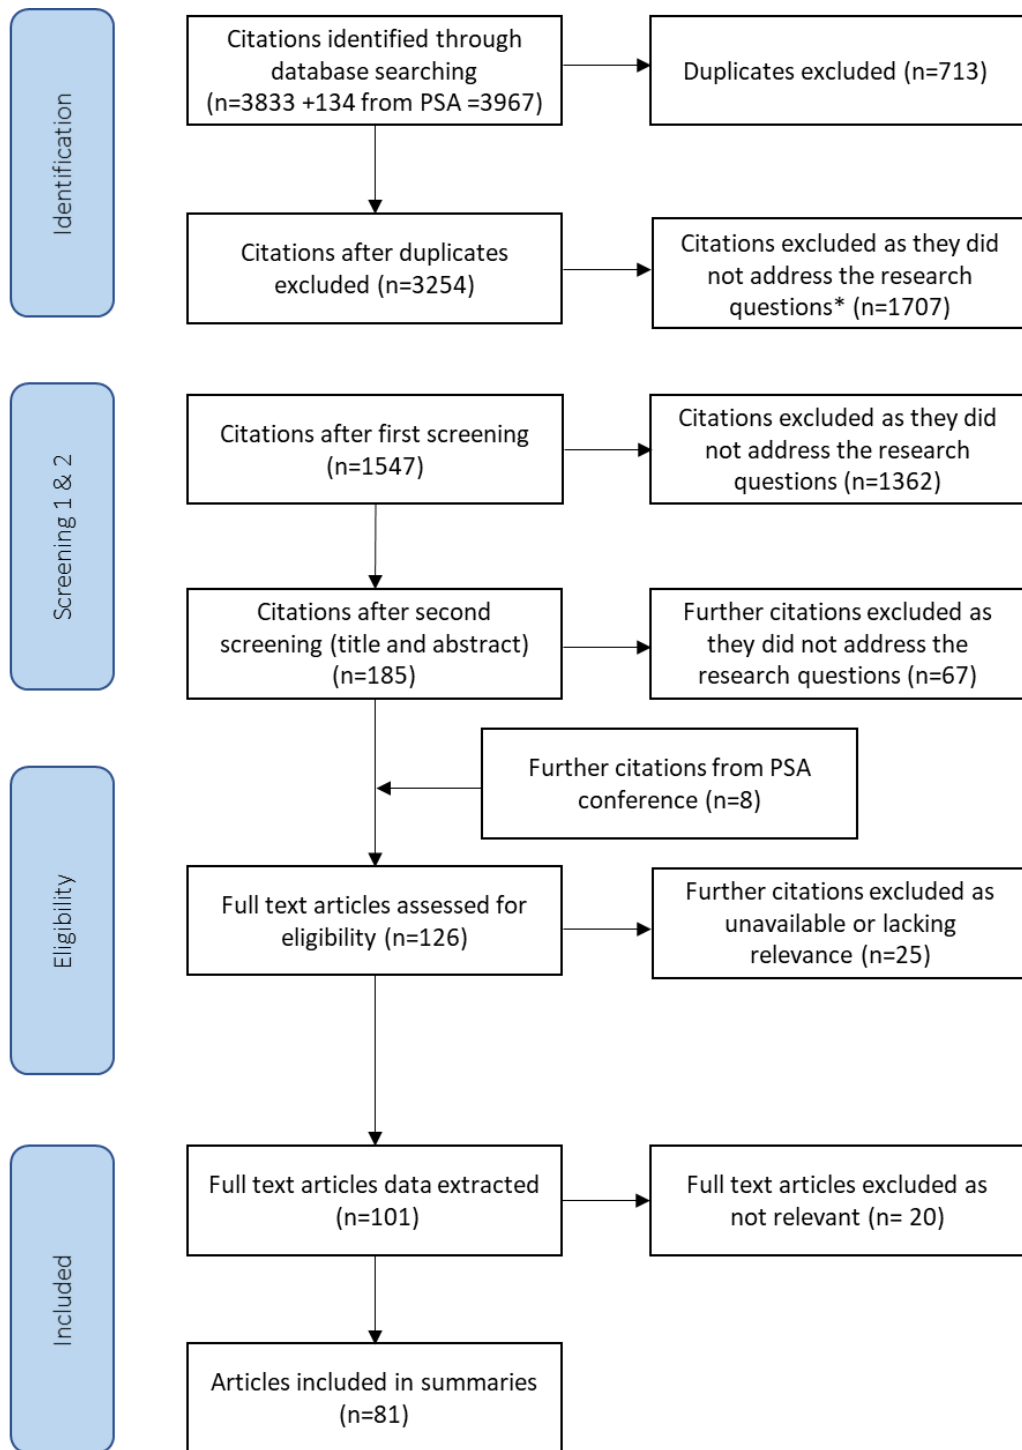 Identification
Citations identified through
database searching
(n=3833 +134 from PSA =3967)
Duplicates excluded (n=713)
Citations after duplicates
excluded (n=3254)
Citations excluded as they did
not address the research
questions* (n=1707)
Screening 1 & 2
Citations after first screening
(n=1547)
Citations excluded as they did
not address the research
questions (n=1362)
Citations after second
screening (title and abstract)
(n=185)
Further citations excluded as
they did not address the
research questions (n=67)
Eligibility
Further citations from PSA
conference (n=8)
Full text articles assessed for
eligibility (n=126)
Further citations excluded as
unavailable or lacking
relevance (n=25)
Included
Full text articles data extracted
(n=101)
Full text articles excluded as
not relevant (n= 20)
Articles included in summaries
(n=81)